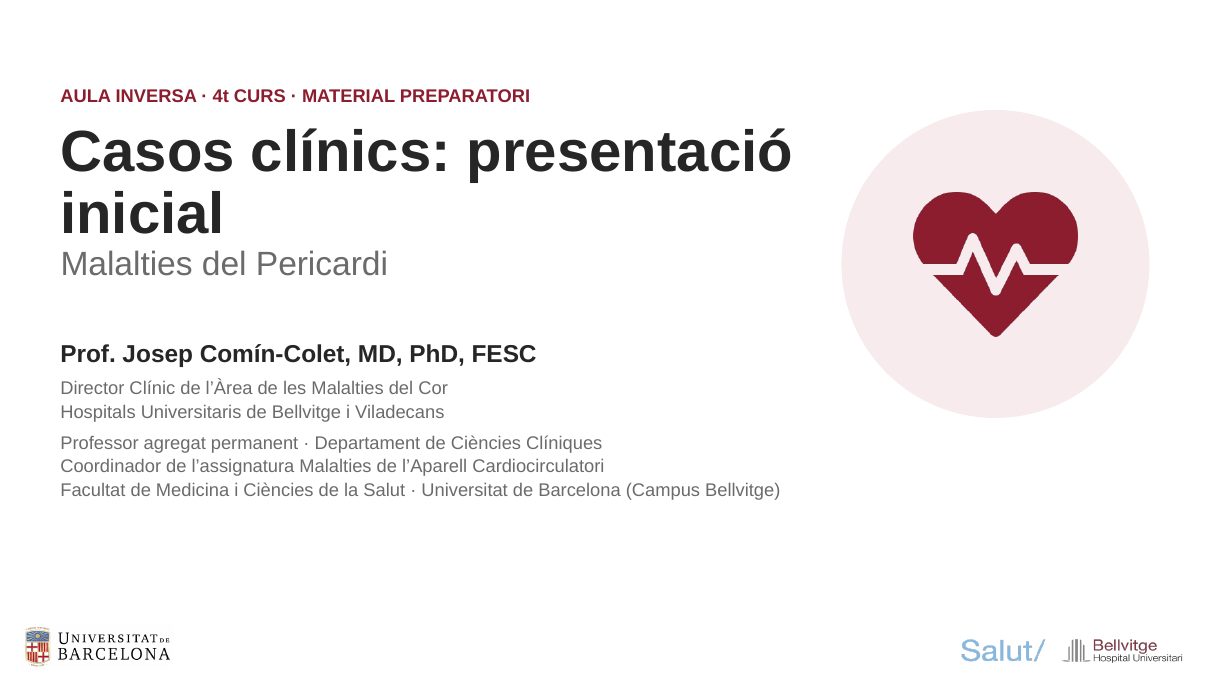 AULA INVERSA · 4t CURS · MATERIAL PREPARATORI
Casos clínics: presentació
inicial
Malalties del Pericardi
Prof. Josep Comín-Colet, MD, PhD, FESC
Director Clínic de l’Àrea de les Malalties del Cor
Hospitals Universitaris de Bellvitge i Viladecans
Professor agregat permanent · Departament de Ciències Clíniques
Coordinador de l’assignatura Malalties de l’Aparell Cardiocirculatori
Facultat de Medicina i Ciències de la Salut · Universitat de Barcelona (Campus Bellvitge)
UNIVERSITAT DE
BARCELONA
Salut/
Bellvitge
Hospital Universitari